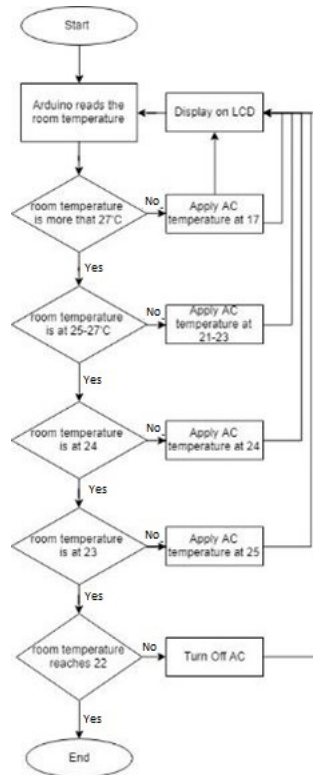 Start
Arduino reads the
room temperature
Display on LCD
room temperature
is more that 27'C
No
Apply AC
temperature at 17
Yes
room temperature
is at 25-27'C
No
Apply AC
temperature at
21-23
Yes
room temperature
is at 24
No
Apply AC
temperature at 24
Yes
room temperature
is at 23
No
Apply AC
temperature at 25
Yes
room temperature
reaches 22
No
Turn Off AC
Yes
End